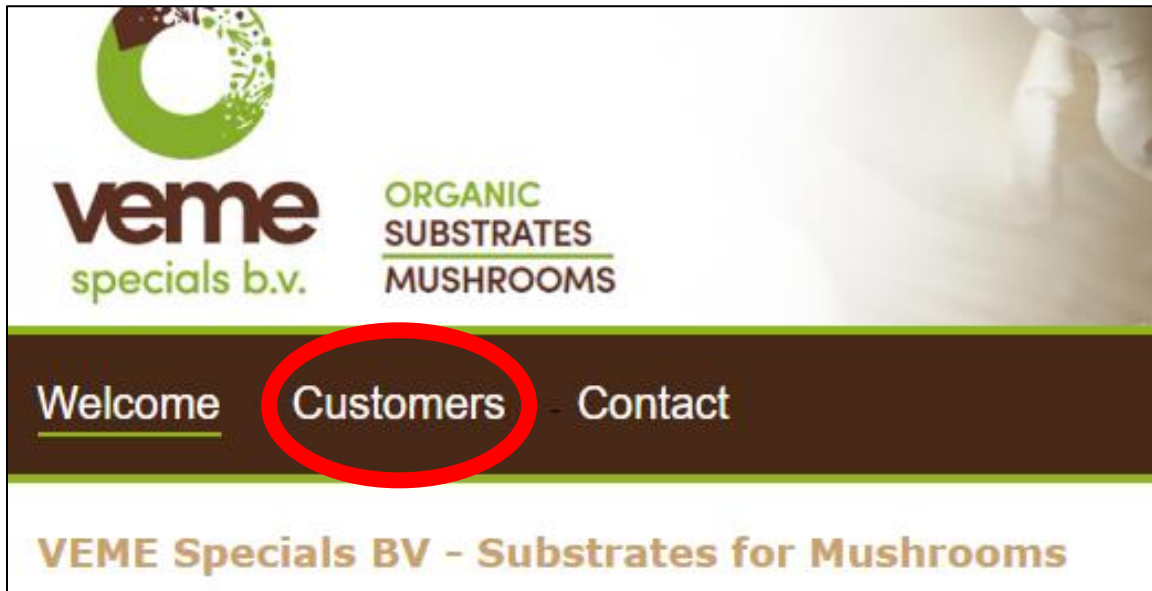 veme
specials b.v.
ORGANIC
SUBSTRATES
MUSHROOMS
Welcome Customers - Contact
VEME Specials BV - Substrates for Mushrooms